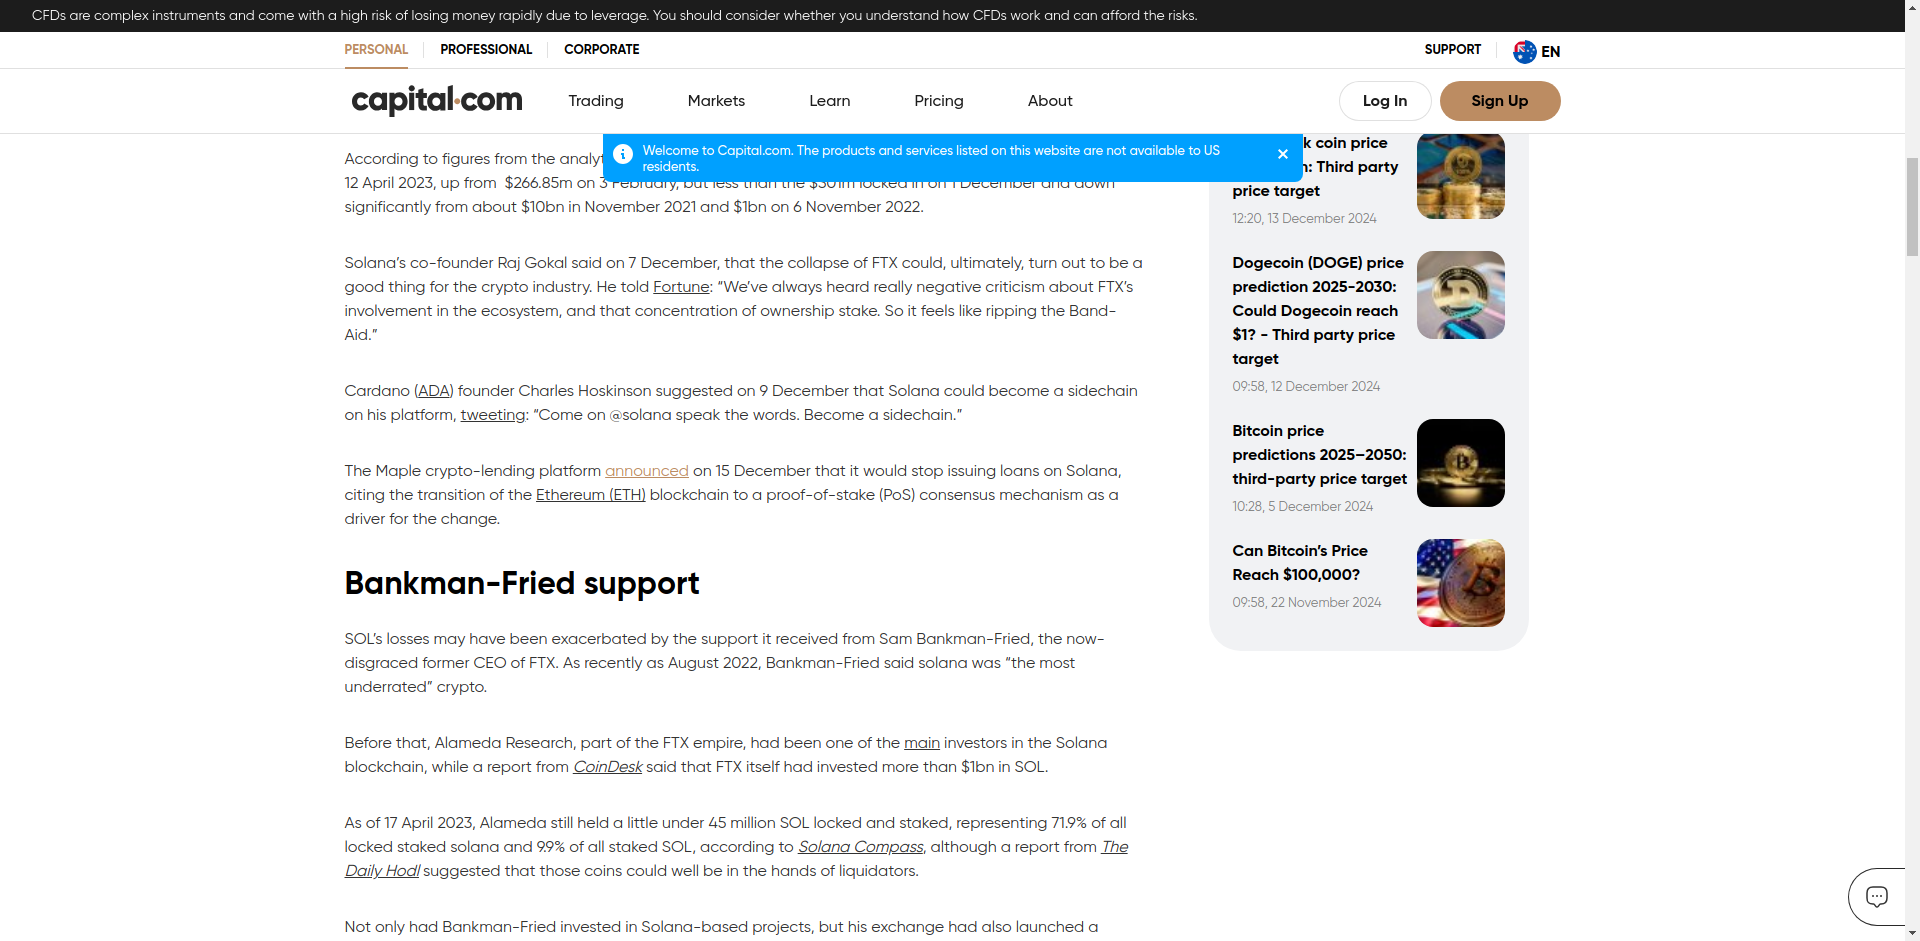 CFDs are complex instruments and come with a high risk of losing money rapidly due to leverage. You should consider whether you understand how CFDs work and can afford the risks.
PERSONAL
PROFESSIONAL
CORPORATE
SUPPORT
EN
capital.com
Trading
Markets
Learn
Pricing
About
Log In
Sign Up
Welcome to Capital.com. The products and services listed on this website are not available to US
residents.
According to figures from the
12 April 2023, up from $266.85m on 3 February, but less than the $301m locked in on 1 December and down
significantly from about $10bn in November 2021 and $1bn on 6 November 2022.
Solana’s co-founder Raj Gokal said on 7 December, that the collapse of FTX could, ultimately, turn out to be a
good thing for the crypto industry. He told Fortune: “We’ve always heard really negative criticism about FTX’s
involvement in the ecosystem, and that concentration of ownership stake. So it feels like ripping the Band-
Aid.”
Cardano (ADA) founder Charles Hoskinson suggested on 9 December that Solana could become a sidechain
on his platform, tweeting: “Come on @solana speak the words. Become a sidechain.”
The Maple crypto-lending platform announced on 15 December that it would stop issuing loans on Solana,
citing the transition of the Ethereum (ETH) blockchain to a proof-of-stake (PoS) consensus mechanism as a
driver for the change.
Bankman-Fried support
SOL’s losses may have been exacerbated by the support it received from Sam Bankman-Fried, the now-
disgraced former CEO of FTX. As recently as August 2022, Bankman-Fried said solana was “the most
underrated” crypto.
Before that, Alameda Research, part of the FTX empire, had been one of the main investors in the Solana
blockchain, while a report from CoinDesk said that FTX itself had invested more than $1bn in SOL.
As of 17 April 2023, Alameda still held a little under 45 million SOL locked and staked, representing 71.9% of all
locked staked solana and 9.9% of all staked SOL, according to Solana Compass, although a report from The
Daily Hodl suggested that those coins could well be in the hands of liquidators.
Not only had Bankman-Fried invested in Solana-based projects, but his exchange had also launched a
coin price
Third party
price target
12:20, 13 December 2024
Dogecoin (DOGE) price
prediction 2025-2030:
Could Dogecoin reach
$1? - Third party price
target
09:58, 12 December 2024
Bitcoin price
predictions 2025–2050:
third-party price target
10:28, 5 December 2024
Can Bitcoin’s Price
Reach $100,000?
09:58, 22 November 2024